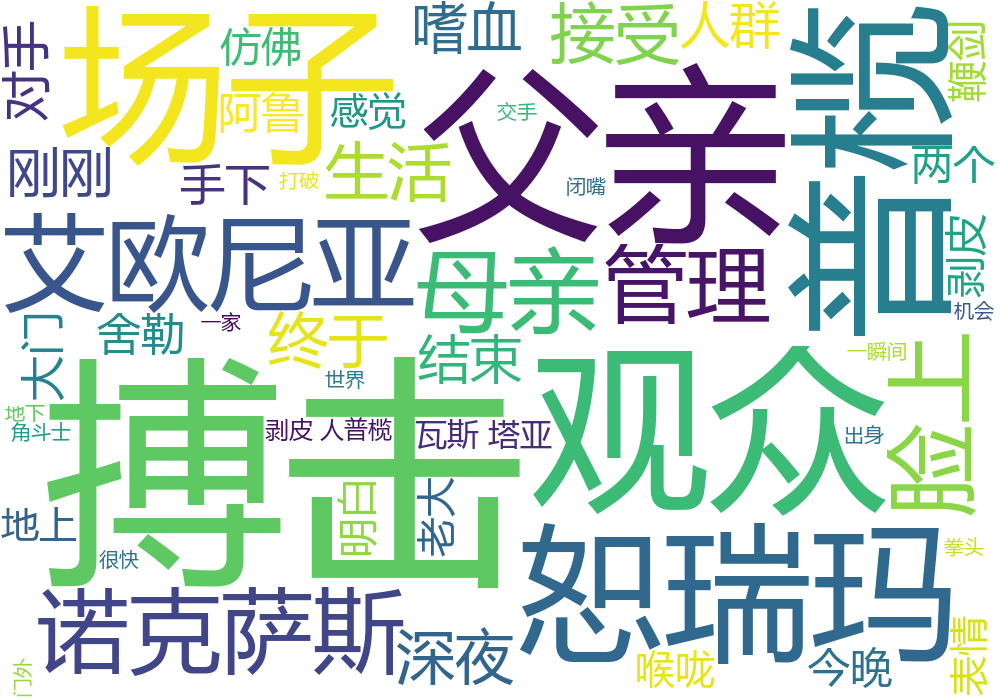 嗜血
接受
人群
场子
仿佛
对手
鞭剑
普榄
父亲
阿鲁
感觉
交手
刚刚
手下
打破
生活
闭嘴
两个
艾欧尼亚
母亲
管理
剥皮
机会
大门
舍勒
一家
终于
结束
世界
一瞬间
脸上
观众
搏击
地下
角斗士
剥皮 人普榄
瓦斯 塔亚
出身
明白
老大
地上
很快
恕瑞玛
拳头
诺克萨斯
深夜
喉咙
今晚
表情
门外